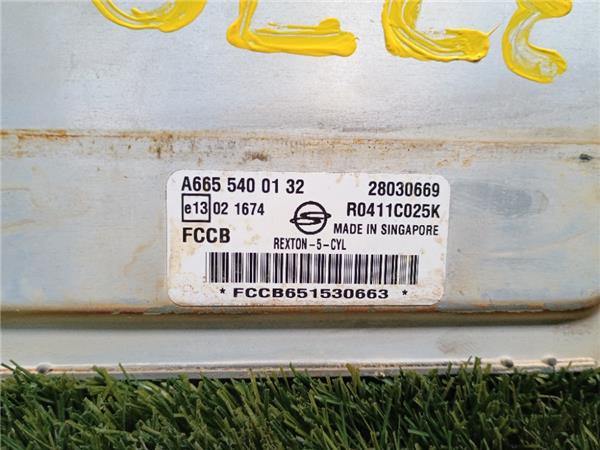 A665 540 01 32 28030669
e13 02 1674 R0411C025K
FCCB MADE IN SINGAPORE
REXTON-5-CYL
* FCCB651530663 *